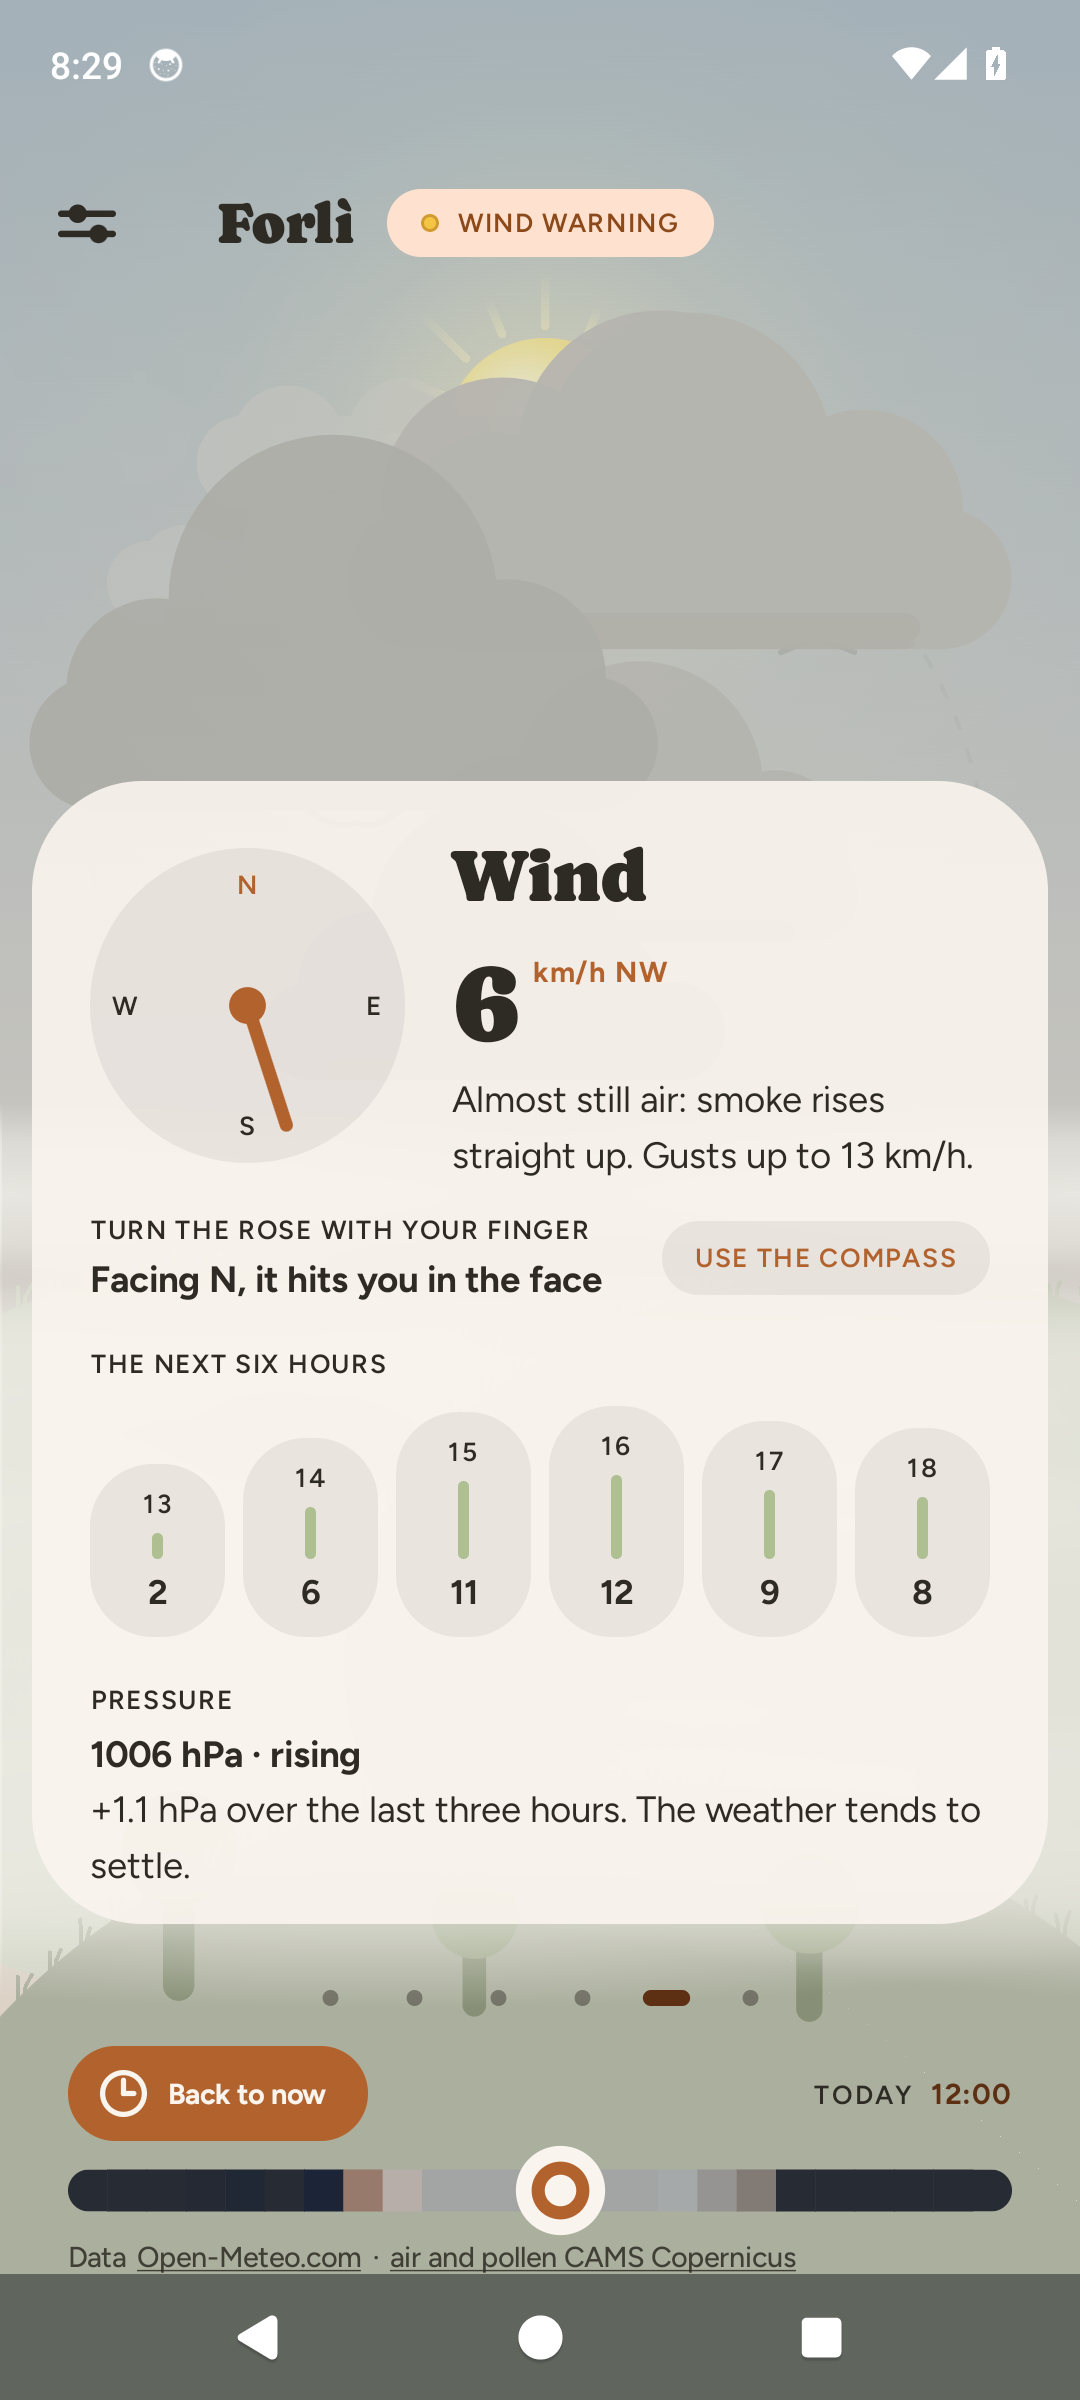 8:29
Forlì
WIND WARNING
N
W
E
S
Wind
6 km/h NW
Almost still air: smoke rises
straight up. Gusts up to 13 km/h.
TURN THE ROSE WITH YOUR FINGER
Facing N, it hits you in the face
USE THE COMPASS
THE NEXT SIX HOURS
13 14 15 16 17 18
2 6 11 12 9 8
PRESSURE
1006 hPa · rising
+1.1 hPa over the last three hours. The weather tends to
settle.
Back to now
TODAY 12:00
Data Open-Meteo.com · air and pollen CAMS Copernicus